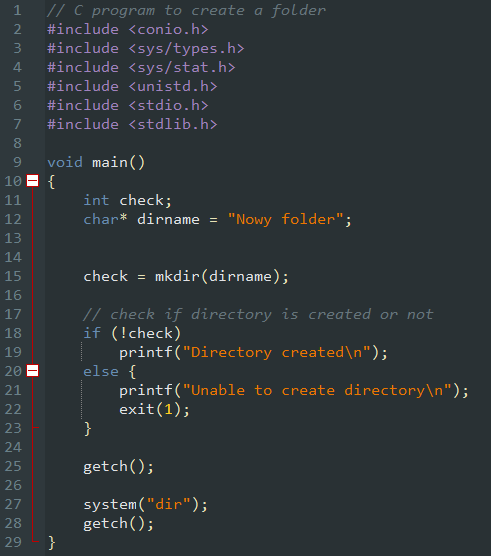 1 // C program to create a folder
2 #include <conio.h>
3 #include <sys/types.h>
4 #include <sys/stat.h>
5 #include <unistd.h>
6 #include <stdio.h>
7 #include <stdlib.h>
8
9 void main()
10 {
11     int check;
12     char* dirname = "Nowy folder";
13
14
15     check = mkdir(dirname);
16
17     // check if directory is created or not
18     if (!check)
19         printf("Directory created\n");
20     else {
21         printf("Unable to create directory\n");
22         exit(1);
23     }
24
25     getch();
26
27     system("dir");
28     getch();
29 }